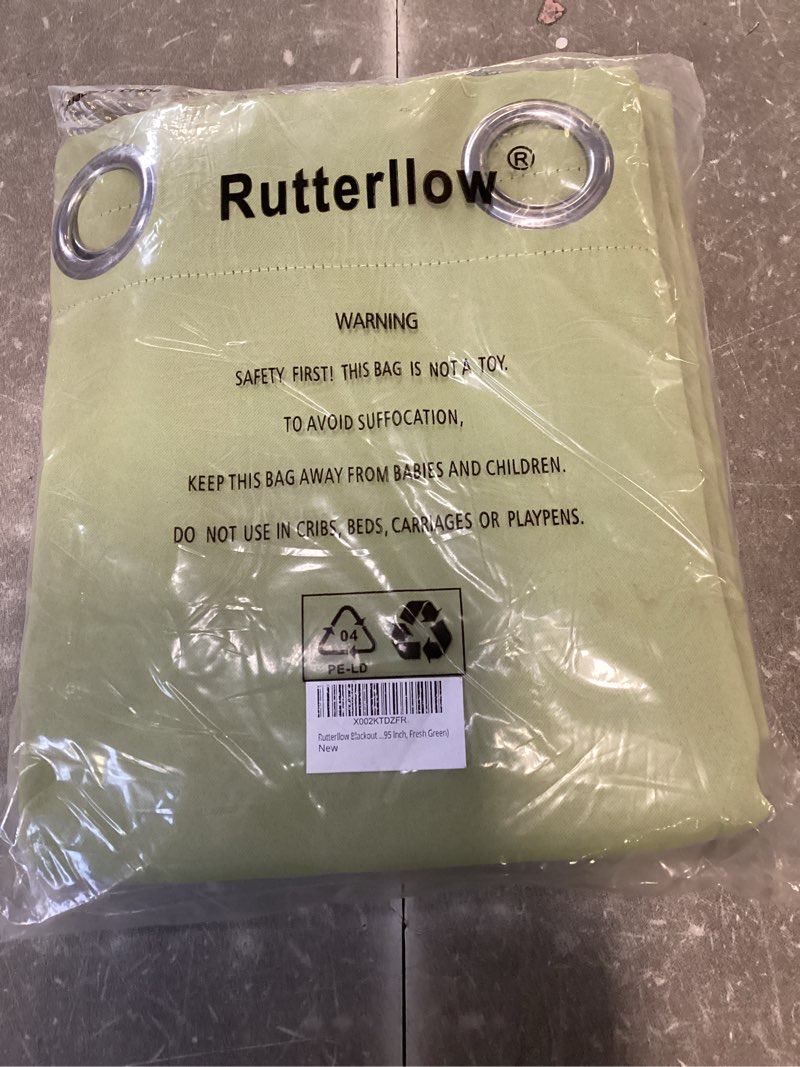 Rutterllow®
WARNING
SAFETY FIRST! THIS BAG IS NOT A TOY.
TO AVOID SUFFOCATION,
KEEP THIS BAG AWAY FROM BABIES AND CHILDREN.
DO NOT USE IN CRIBS, BEDS, CARRIAGES OR PLAYPENS.
04
PE-LD
X002KTDZFR
Rutterllow Blackout ...95 Inch, Fresh Green)
New